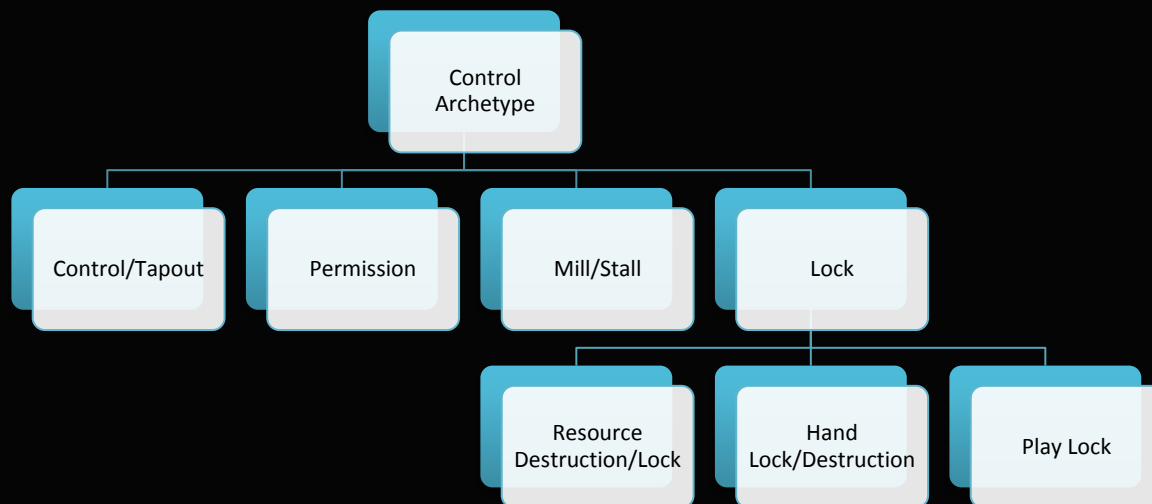 Control
Archetype
Control/Tapout
Permission
Mill/Stall
Lock
Resource
Destruction/Lock
Hand
Lock/Destruction
Play Lock